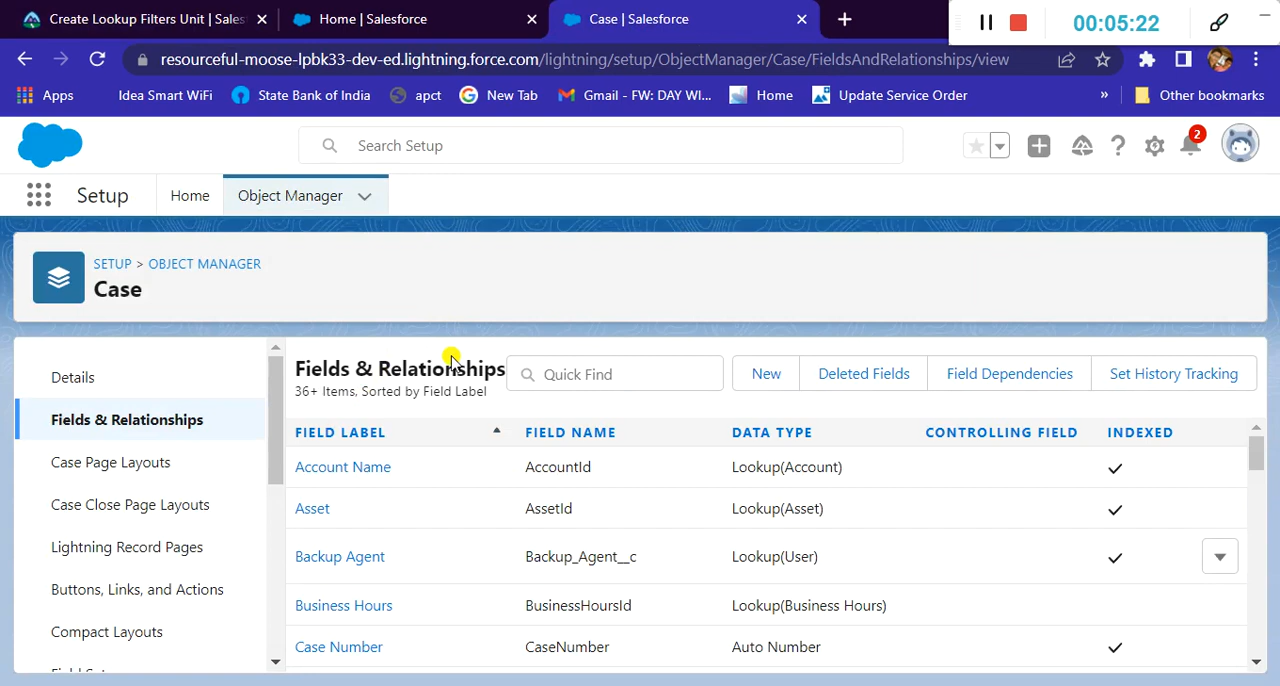 Create Lookup Filters Unit | Sales
Home | Salesforce
Case | Salesforce
00:05:22
resourceful-moose-lpbk33-dev-ed.lightning.force.com/lightning/setup/ObjectManager/Case/FieldsAndRelationships/view
Apps
Idea Smart WiFi
State Bank of India
apct
New Tab
Gmail - FW: DAY WI...
Home
Update Service Order
»
Other bookmarks
Search Setup
2
Setup
Home
Object Manager
SETUP > OBJECT MANAGER
Case
Details
Fields & Relationships
Case Page Layouts
Case Close Page Layouts
Lightning Record Pages
Buttons, Links, and Actions
Compact Layouts
Fields & Relationships
36+ Items, Sorted by Field Label
Quick Find
New
Deleted Fields
Field Dependencies
Set History Tracking
FIELD LABEL FIELD NAME DATA TYPE CONTROLLING FIELD INDEXED
Account Name AccountId Lookup(Account)
Asset AssetId Lookup(Asset)
Backup Agent Backup_Agent__c Lookup(User)
Business Hours BusinessHoursId Lookup(Business Hours)
Case Number CaseNumber Auto Number